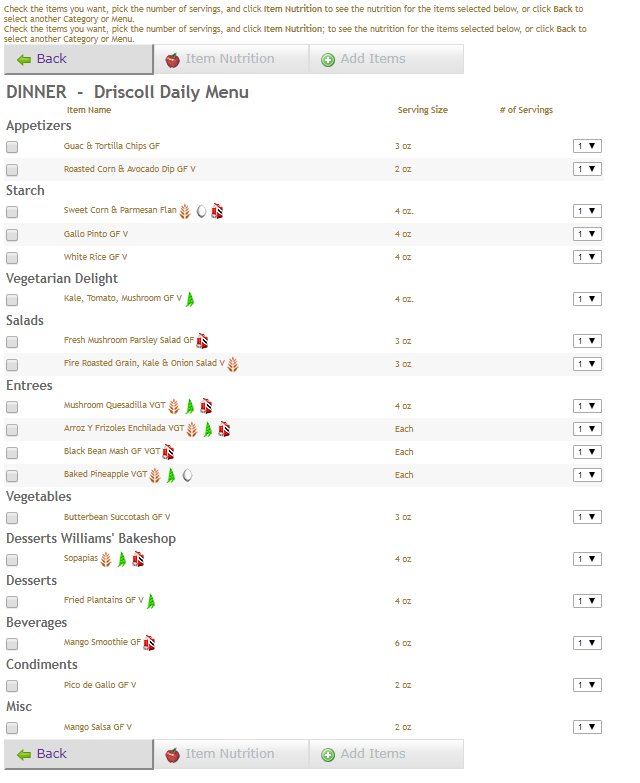 Check the items you want, pick the number of servings, and click Item Nutrition to see the nutrition for the items selected below, or click Back to
select another Category or Menu.
Check the items you want, pick the number of servings, and click Item Nutrition; to see the nutrition for the items selected below, or click Back to
select another Category or Menu.
Back Item Nutrition Add Items
DINNER - Driscoll Daily Menu
Item Name Serving Size # of Servings
Appetizers
Guac & Tortilla Chips GF 3 oz 1
Roasted Corn & Avocado Dip GF V 2 oz 1
Starch
Sweet Corn & Parmesan Flan 4 oz. 1
Gallo Pinto GF V 4 oz 1
White Rice GF V 4 oz 1
Vegetarian Delight
Kale, Tomato, Mushroom GF V 4 oz. 1
Salads
Fresh Mushroom Parsley Salad GF 3 oz 1
Fire Roasted Grain, Kale & Onion Salad V 3 oz 1
Entrees
Mushroom Quesadilla VGT 4 oz 1
Arroz Y Frizoles Enchilada VGT Each 1
Black Bean Mash GF VGT Each 1
Baked Pineapple VGT Each 1
Vegetables
Butterbean Succotash GF V 3 oz 1
Desserts Williams' Bakeshop
Sopapias 4 oz 1
Desserts
Fried Plantains GF V 4 oz 1
Beverages
Mango Smoothie GF 6 oz 1
Condiments
Pico de Gallo GF V 2 oz 1
Misc
Mango Salsa GF V 2 oz 1
Back Item Nutrition Add Items